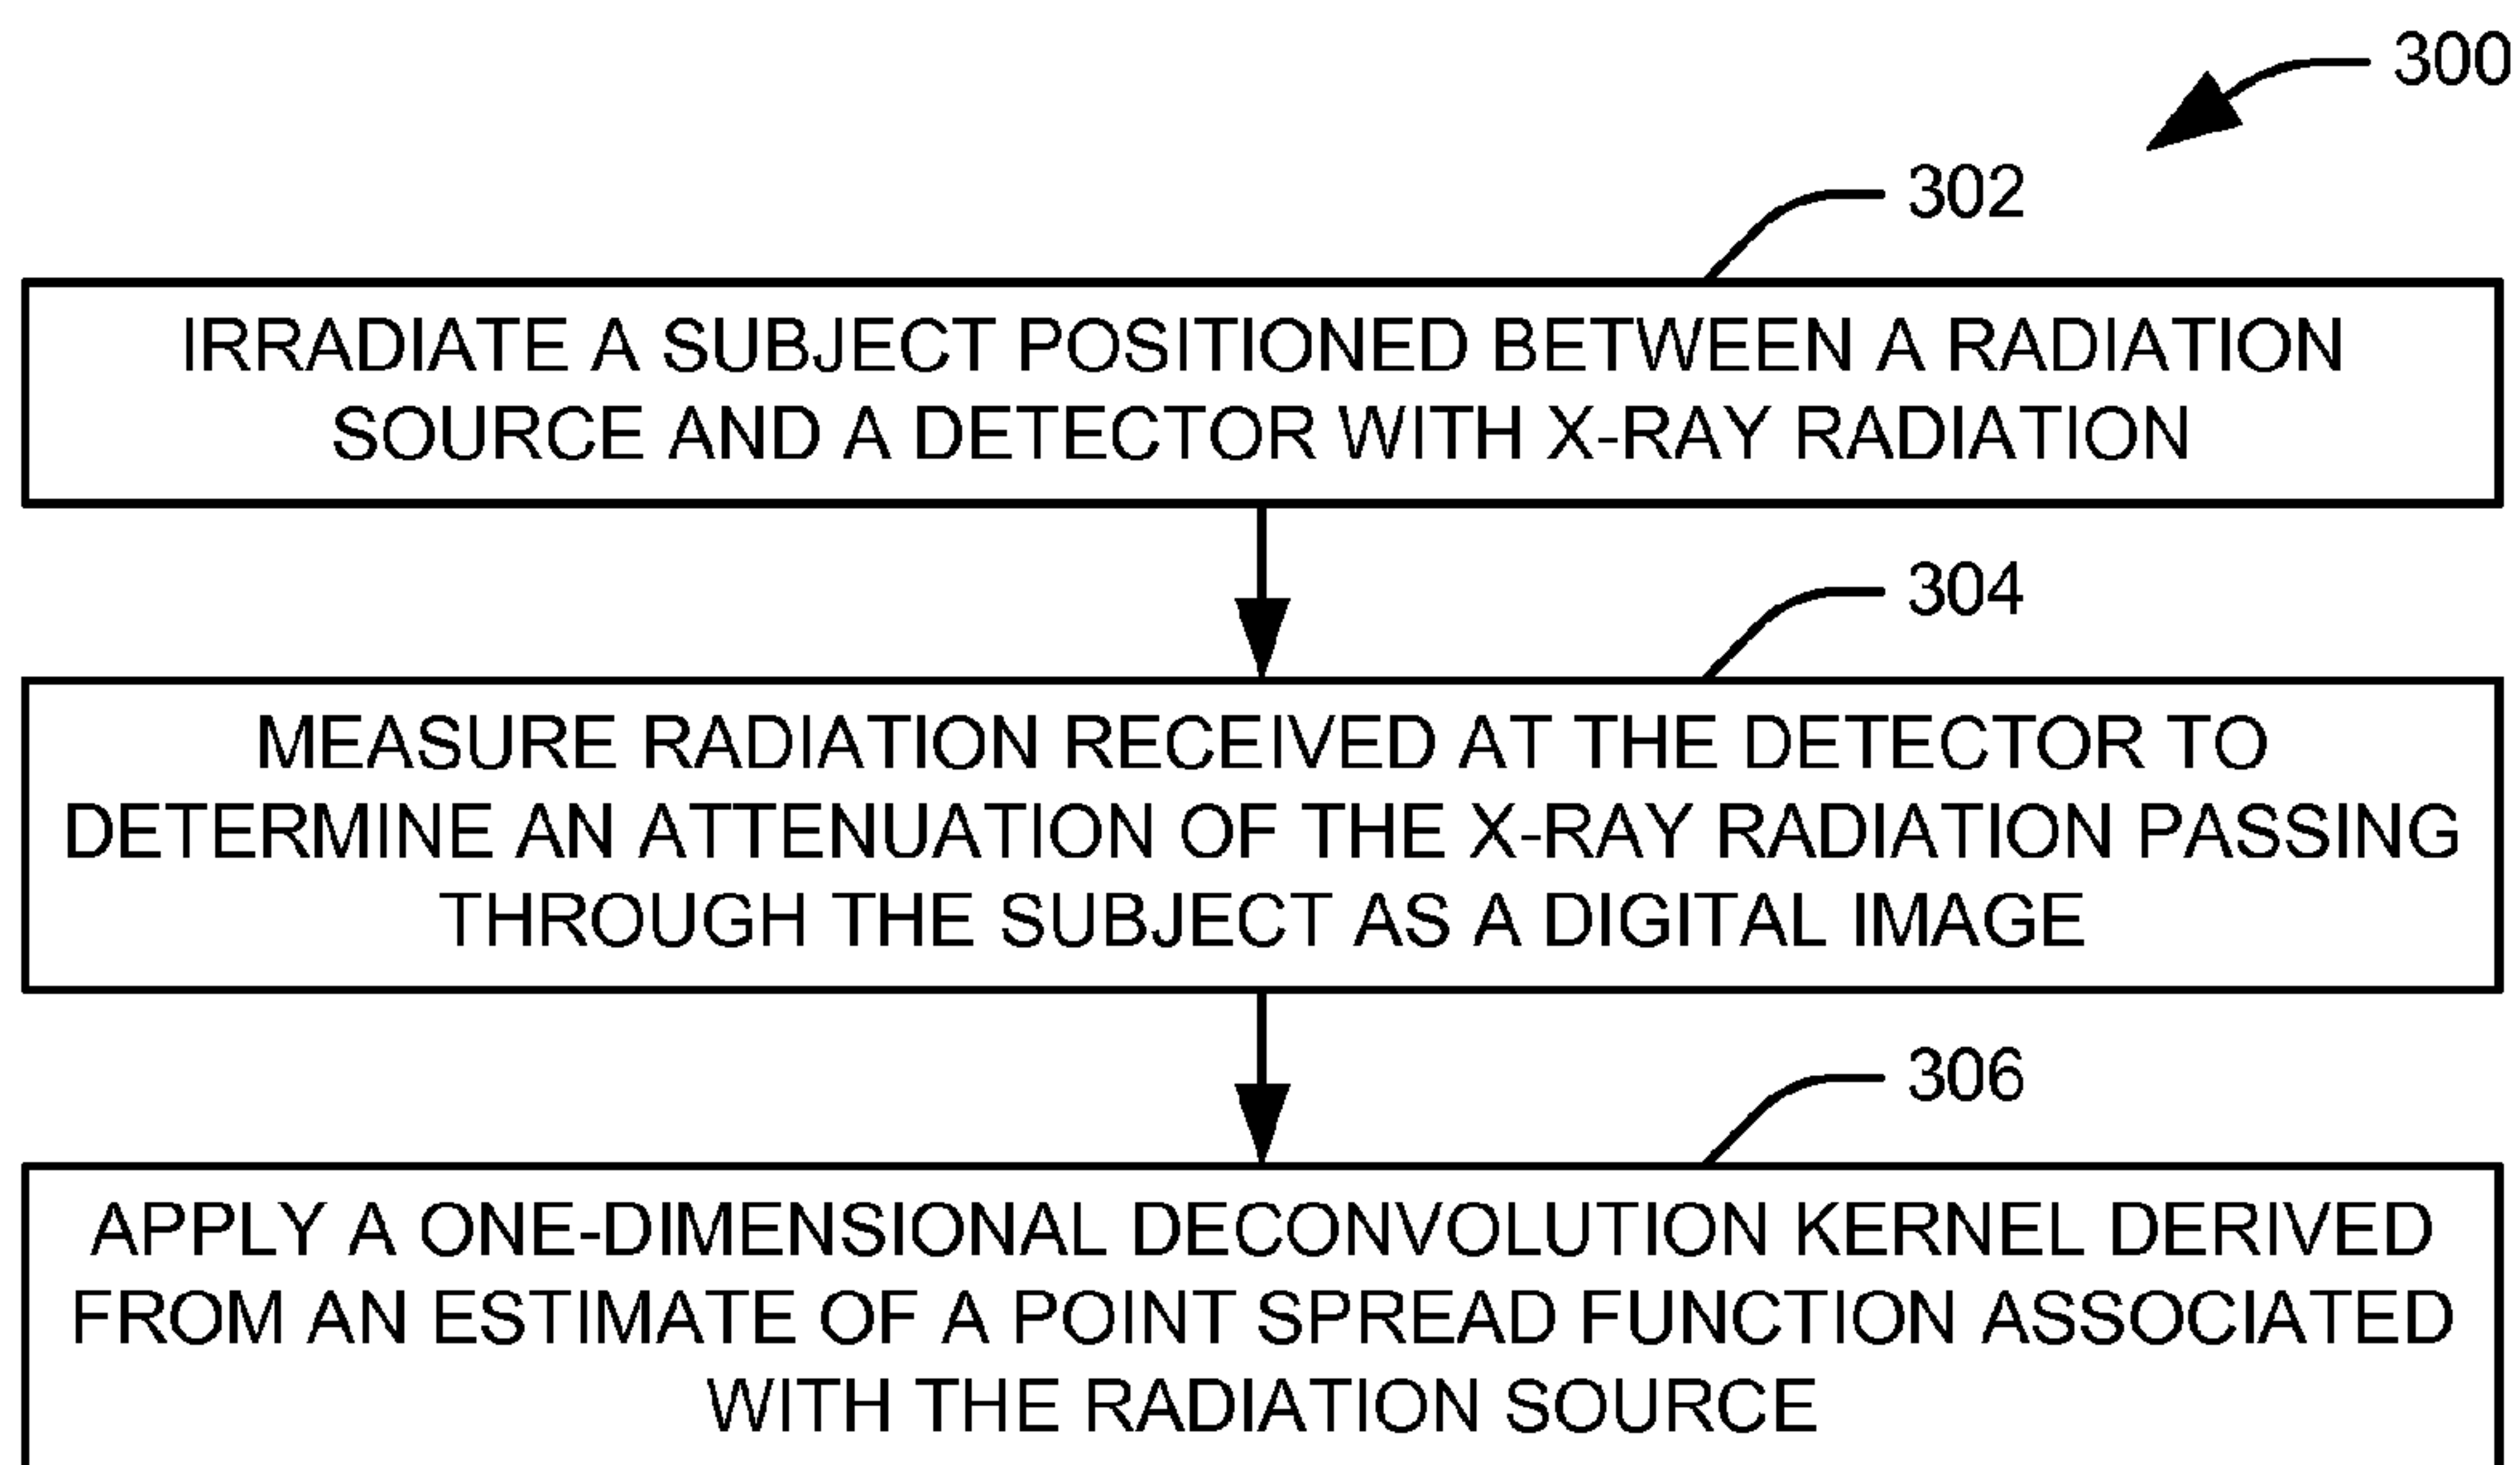 300
302
IRRADIATE A SUBJECT POSITIONED BETWEEN A RADIATION
SOURCE AND A DETECTOR WITH X-RAY RADIATION
304
MEASURE RADIATION RECEIVED AT THE DETECTOR TO
DETERMINE AN ATTENUATION OF THE X-RAY RADIATION PASSING
THROUGH THE SUBJECT AS A DIGITAL IMAGE
306
APPLY A ONE-DIMENSIONAL DECONVOLUTION KERNEL DERIVED
FROM AN ESTIMATE OF A POINT SPREAD FUNCTION ASSOCIATED
WITH THE RADIATION SOURCE